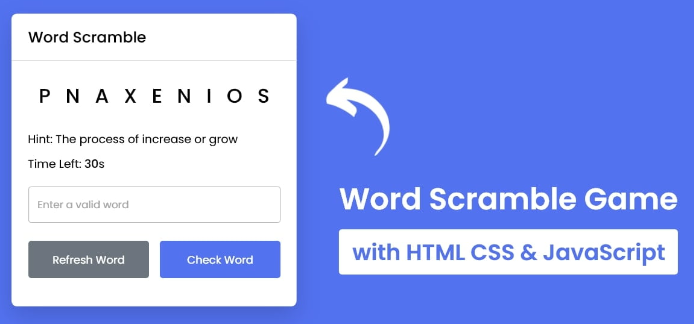 Word Scramble
P N A X E N I O S
Hint: The process of increase or grow
Time Left: 30s
Enter a valid word
Refresh Word
Check Word
Word Scramble Game
with HTML CSS & JavaScript